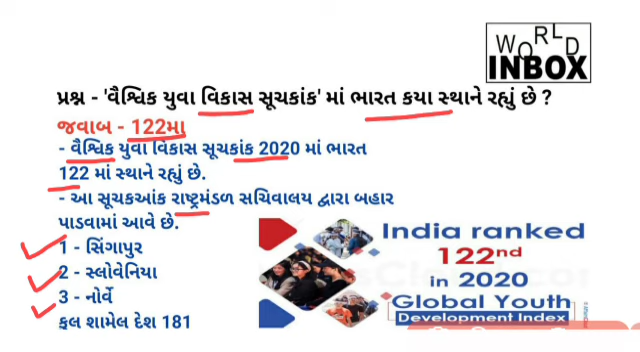 WORLD
INBOX
પ્રશ્ન - 'વૈશ્વિક યુવા વિકાસ સૂચકાંક' માં ભારત કયા સ્થાને રહ્યું છે ?
જવાબ - 122મા
- વૈશ્વિક યુવા વિકાસ સૂચકાંક 2020 માં ભારત
122 માં સ્થાને રહ્યું છે.
- આ સૂચકઆંક રાષ્ટ્રમંડળ સચિવાલય દ્વારા બહાર
પાડવામાં આવે છે.
1 - સિંગાપુર
2 - સ્લોવેનિયા
3 - નોર્વે
કુલ શામેલ દેશ 181
India ranked
122nd
in 2020
Global Youth
Development Index